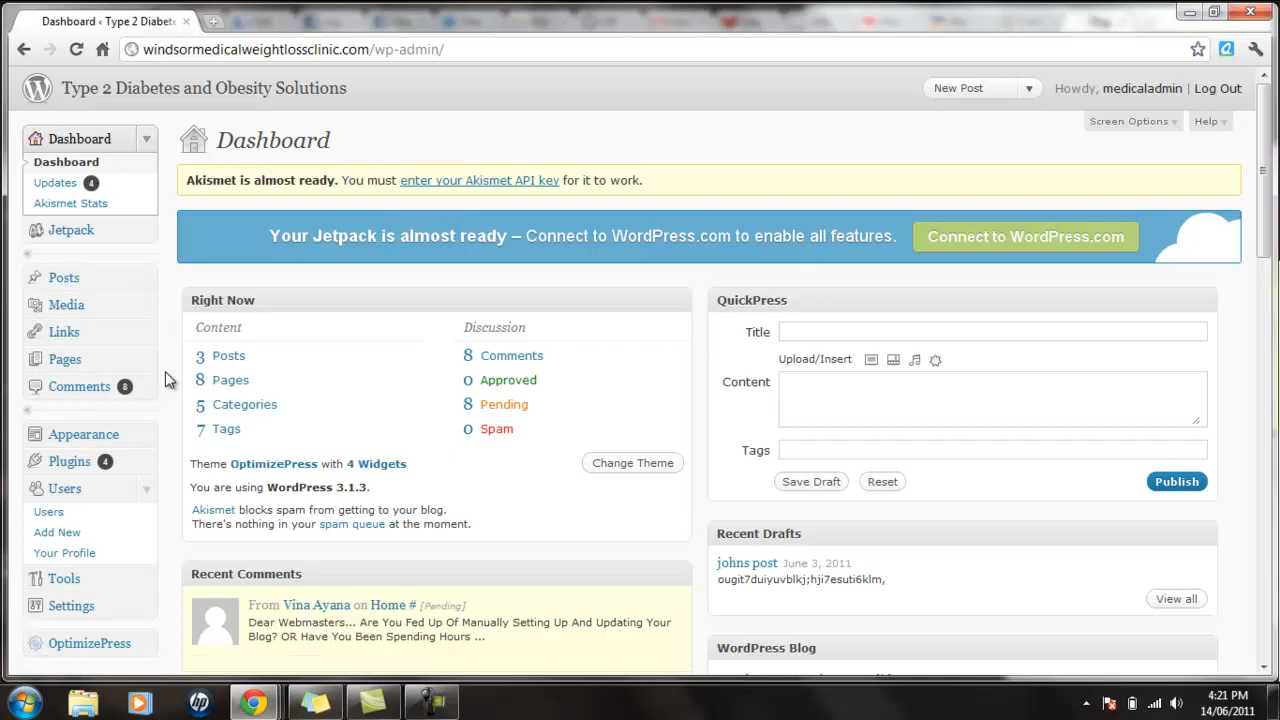 Dashboard ‹ Type 2 Diabete
windsormedicalweightlossclinic.com/wp-admin/
Type 2 Diabetes and Obesity Solutions
New Post
Howdy, medicaladmin | Log Out
Screen Options
Help
Dashboard
Dashboard
Updates 4
Akismet Stats
Jetpack
Posts
Media
Links
Pages
Comments 8
Appearance
Plugins 4
Users
Users
Add New
Your Profile
Tools
Settings
OptimizePress
Dashboard
Akismet is almost ready. You must enter your Akismet API key for it to work.
Your Jetpack is almost ready – Connect to WordPress.com to enable all features.
Connect to WordPress.com
Right Now
Content
Discussion
3 Posts
8 Comments
8 Pages
0 Approved
5 Categories
8 Pending
7 Tags
0 Spam
Theme OptimizePress with 4 Widgets
Change Theme
You are using WordPress 3.1.3.
Akismet blocks spam from getting to your blog.
There's nothing in your spam queue at the moment.
Recent Comments
From Vina Ayana on Home # [Pending]
Dear Webmasters... Are You Fed Up Of Manually Setting Up And Updating Your
Blog? OR Have You Been Spending Hours ...
QuickPress
Title
Upload/Insert
Content
Tags
Save Draft
Reset
Publish
Recent Drafts
johns post June 3, 2011
ougit7duiyuvblkj;hji7esuti6klm,
View all
WordPress Blog
hp
4:21 PM
14/06/2011